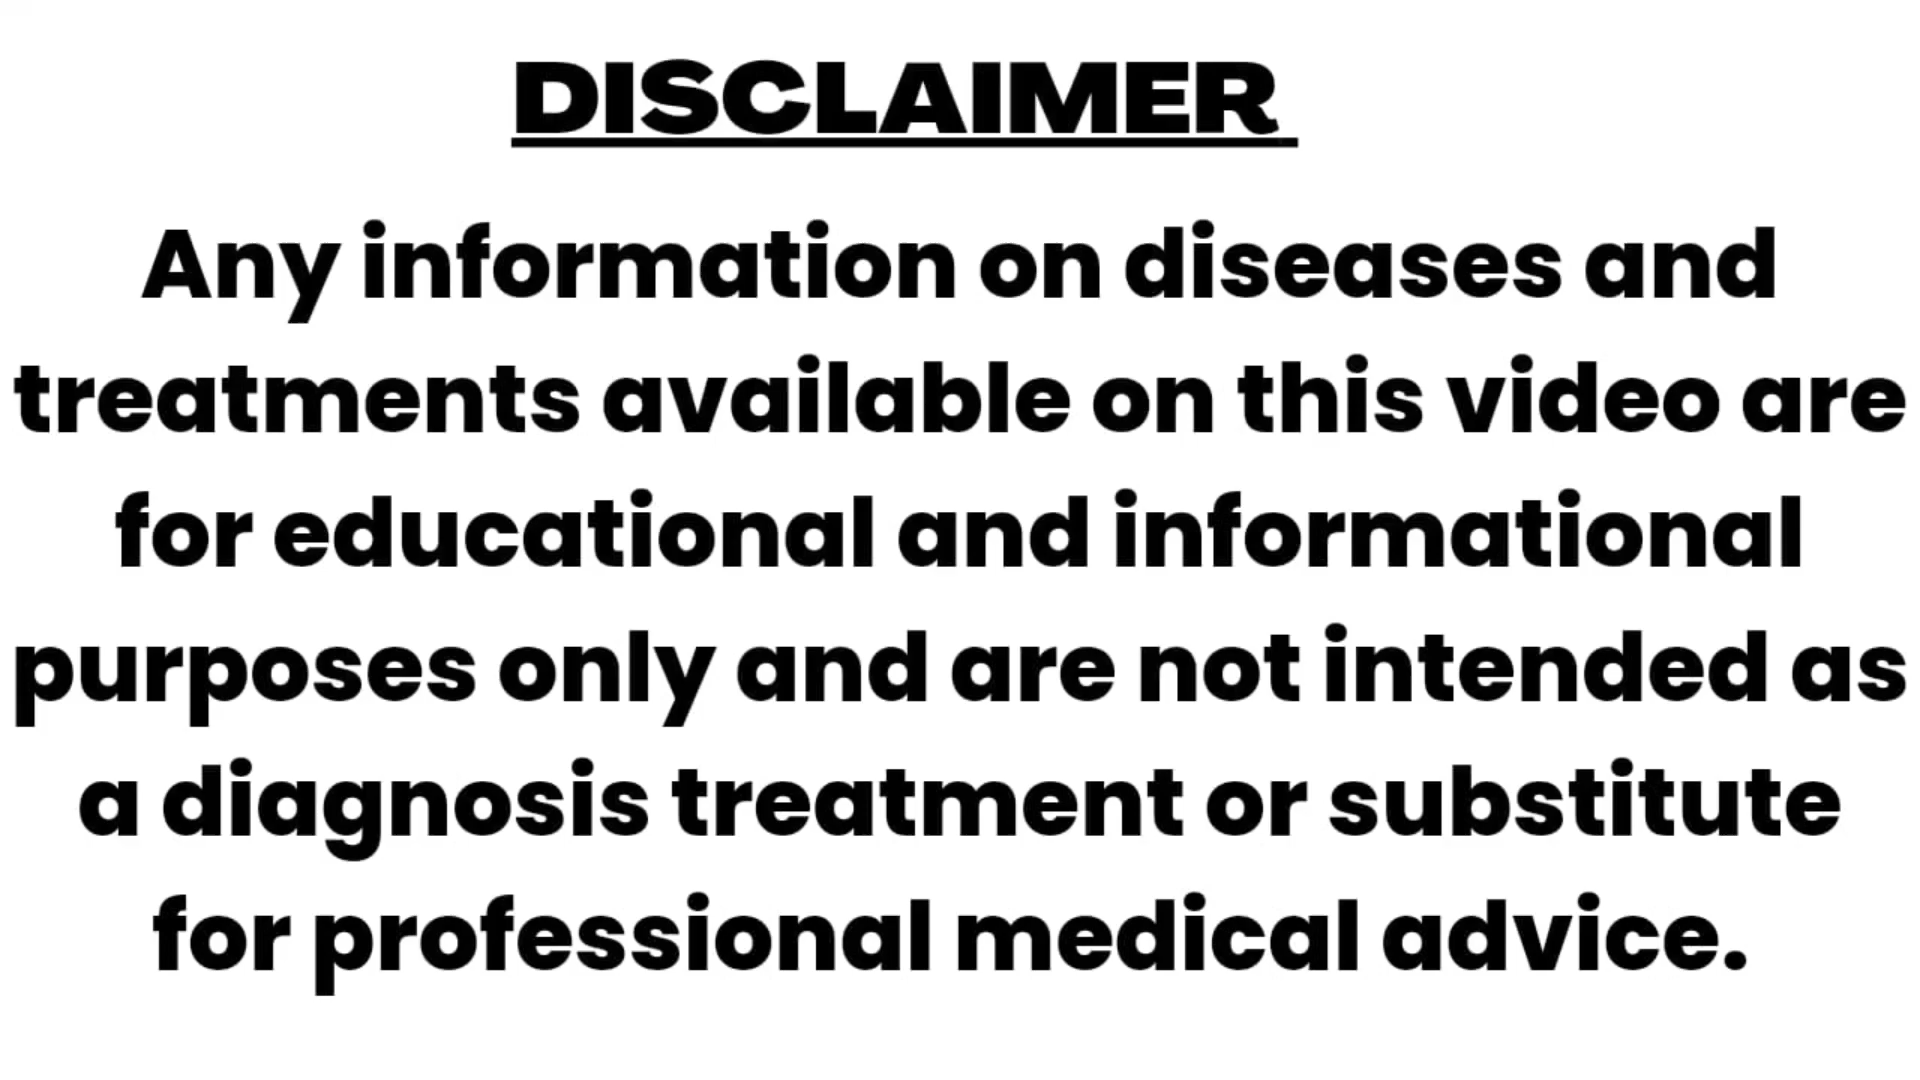 DISCLAIMER
Any information on diseases and
treatments available on this video are
for educational and informational
purposes only and are not intended as
a diagnosis treatment or substitute
for professional medical advice.